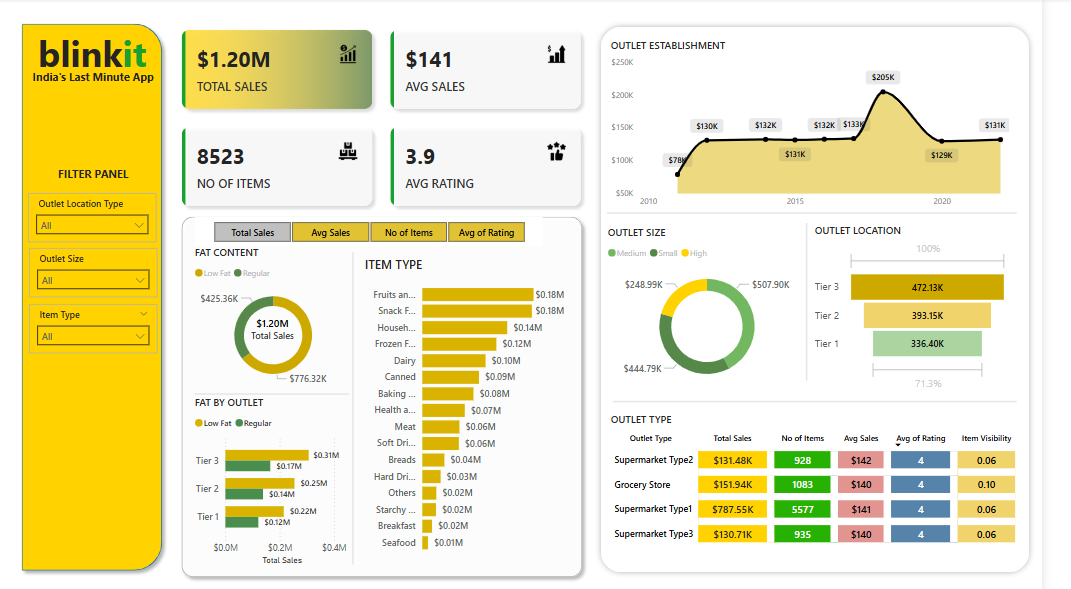 blinkit
India's Last Minute App
FILTER PANEL
Outlet Location Type
All
Outlet Size
All
Item Type
All
$1.20M
TOTAL SALES
$141
AVG SALES
8523
NO OF ITEMS
3.9
AVG RATING
Total Sales Avg Sales No of Items Avg of Rating
FAT CONTENT
Low Fat Regular
$425.36K
$1.20M
Total Sales
$776.32K
FAT BY OUTLET
Low Fat Regular
Tier 3 $0.31M
$0.17M
Tier 2 $0.25M
$0.14M
Tier 1 $0.22M
$0.12M
$0.0M $0.2M $0.4M
Total Sales
ITEM TYPE
Fruits an... $0.18M
Snack F... $0.18M
Househ... $0.14M
Frozen F... $0.12M
Dairy $0.10M
Canned $0.09M
Baking ... $0.08M
Health a... $0.07M
Meat $0.06M
Soft Dri... $0.06M
Breads $0.04M
Hard Dri... $0.03M
Others $0.02M
Starchy ... $0.02M
Breakfast $0.02M
Seafood $0.01M
OUTLET ESTABLISHMENT
$250K
$200K
$150K
$100K
$50K
$78K $130K $132K $131K $132K $133K $205K $129K $131K
2010 2015 2020
OUTLET SIZE
Medium Small High
$248.99K $507.90K
$444.79K
OUTLET LOCATION
100%
Tier 3 472.13K
Tier 2 393.15K
Tier 1 336.40K
71.3%
OUTLET TYPE
Outlet Type Total Sales No of Items Avg Sales Avg of Rating Item Visibility
Supermarket Type2 $131.48K 928 $142 4 0.06
Grocery Store $151.94K 1083 $140 4 0.10
Supermarket Type1 $787.55K 5577 $141 4 0.06
Supermarket Type3 $130.71K 935 $140 4 0.06